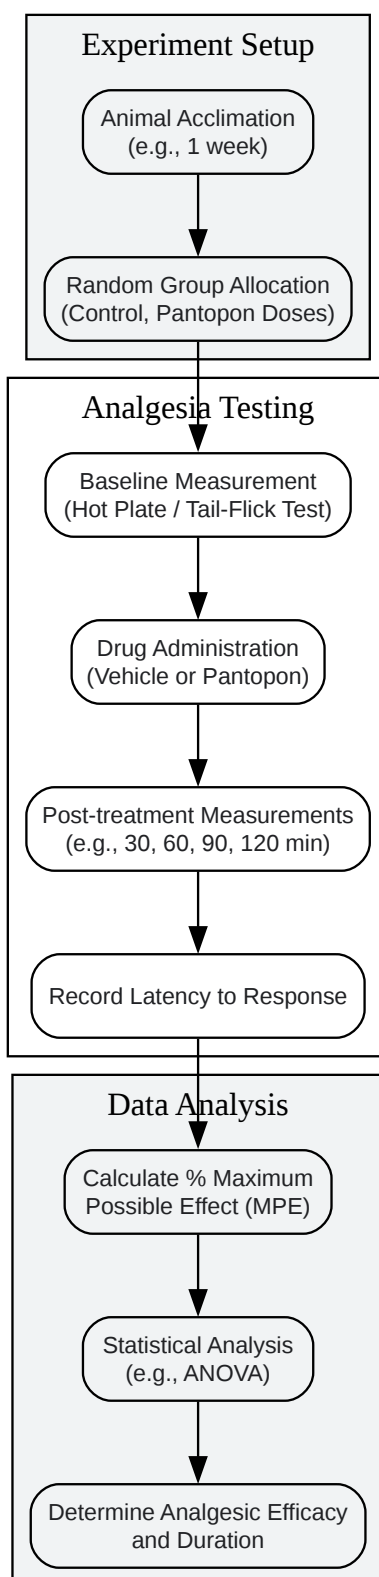 Experiment Setup
Animal Acclimation
(e.g., 1 week)
Random Group Allocation
(Control, Pantopon Doses)
Analgesia Testing
Baseline Measurement
(Hot Plate / Tail-Flick Test)
Drug Administration
(Vehicle or Pantopon)
Post-treatment Measurements
(e.g., 30, 60, 90, 120 min)
Record Latency to Response
Data Analysis
Calculate % Maximum
Possible Effect (MPE)
Statistical Analysis
(e.g., ANOVA)
Determine Analgesic Efficacy
and Duration